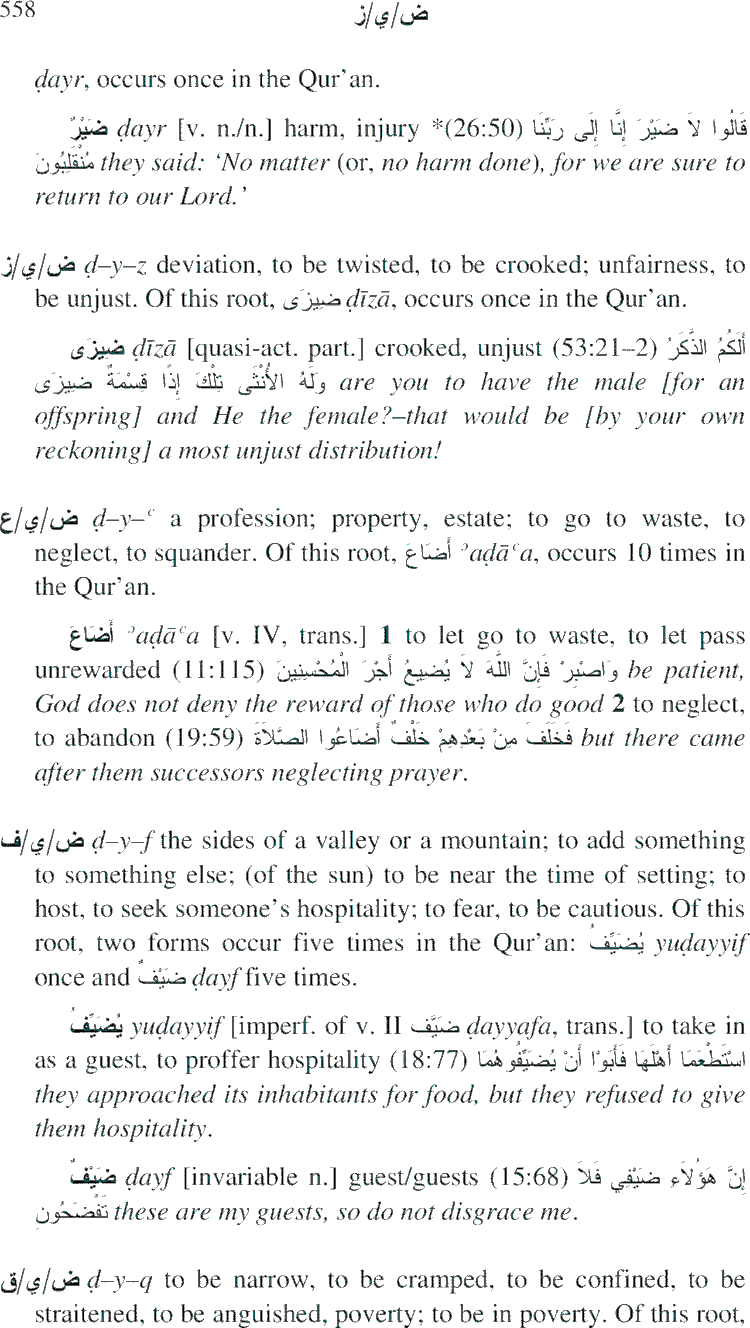 558 ض/ي/ز
ḍayr, occurs once in the Qur'an.
ضَيْرٌ ḍayr [v. n./n.] harm, injury *(26:50) قَالُوا لاَ ضَيْرَ إِنَّا إِلَى رَبِّنَا
مُنْقَلِبُونَ they said: 'No matter (or, no harm done), for we are sure to
return to our Lord.'
ض/ي/ز ḍ–y–z deviation, to be twisted, to be crooked; unfairness, to
be unjust. Of this root, ضِيزَى ḍīzā, occurs once in the Qur'an.
ضِيزَى ḍīzā [quasi-act. part.] crooked, unjust (53:21–2) أَلَكُمُ الذَّكَرُ
وَلَهُ الأُنْثَى تِلْكَ إِذًا قِسْمَةٌ ضِيزَى are you to have the male [for an
offspring] and He the female?–that would be [by your own
reckoning] a most unjust distribution!
ض/ي/ع ḍ–y–ᶜ a profession; property, estate; to go to waste, to
neglect, to squander. Of this root, أَضَاعَ ʾaḍāᶜa, occurs 10 times in
the Qur'an.
أَضَاعَ ʾaḍāᶜa [v. IV, trans.] 1 to let go to waste, to let pass
unrewarded (11:115) وَاصْبِرْ فَإِنَّ اللَّهَ لاَ يُضِيعُ أَجْرَ الْمُحْسِنِينَ be patient,
God does not deny the reward of those who do good 2 to neglect,
to abandon (19:59) فَخَلَفَ مِنْ بَعْدِهِمْ خَلْفٌ أَضَاعُوا الصَّلاَةَ but there came
after them successors neglecting prayer.
ض/ي/ف ḍ–y–f the sides of a valley or a mountain; to add something
to something else; (of the sun) to be near the time of setting; to
host, to seek someone's hospitality; to fear, to be cautious. Of this
root, two forms occur five times in the Qur'an: يُضَيِّفُ yuḍayyif
once and ضَيْفٌ ḍayf five times.
يُضَيِّفُ yuḍayyif [imperf. of v. II ضَيَّفَ ḍayyafa, trans.] to take in
as a guest, to proffer hospitality (18:77) اسْتَطْعَمَا أَهْلَهَا فَأَبَوْا أَنْ يُضَيِّفُوهُمَا
they approached its inhabitants for food, but they refused to give
them hospitality.
ضَيْفٌ ḍayf [invariable n.] guest/guests (15:68) إِنَّ هَؤُلاَءِ ضَيْفِي فَلاَ
تَفْضَحُونِ these are my guests, so do not disgrace me.
ض/ي/ق ḍ–y–q to be narrow, to be cramped, to be confined, to be
straitened, to be anguished, poverty; to be in poverty. Of this root,